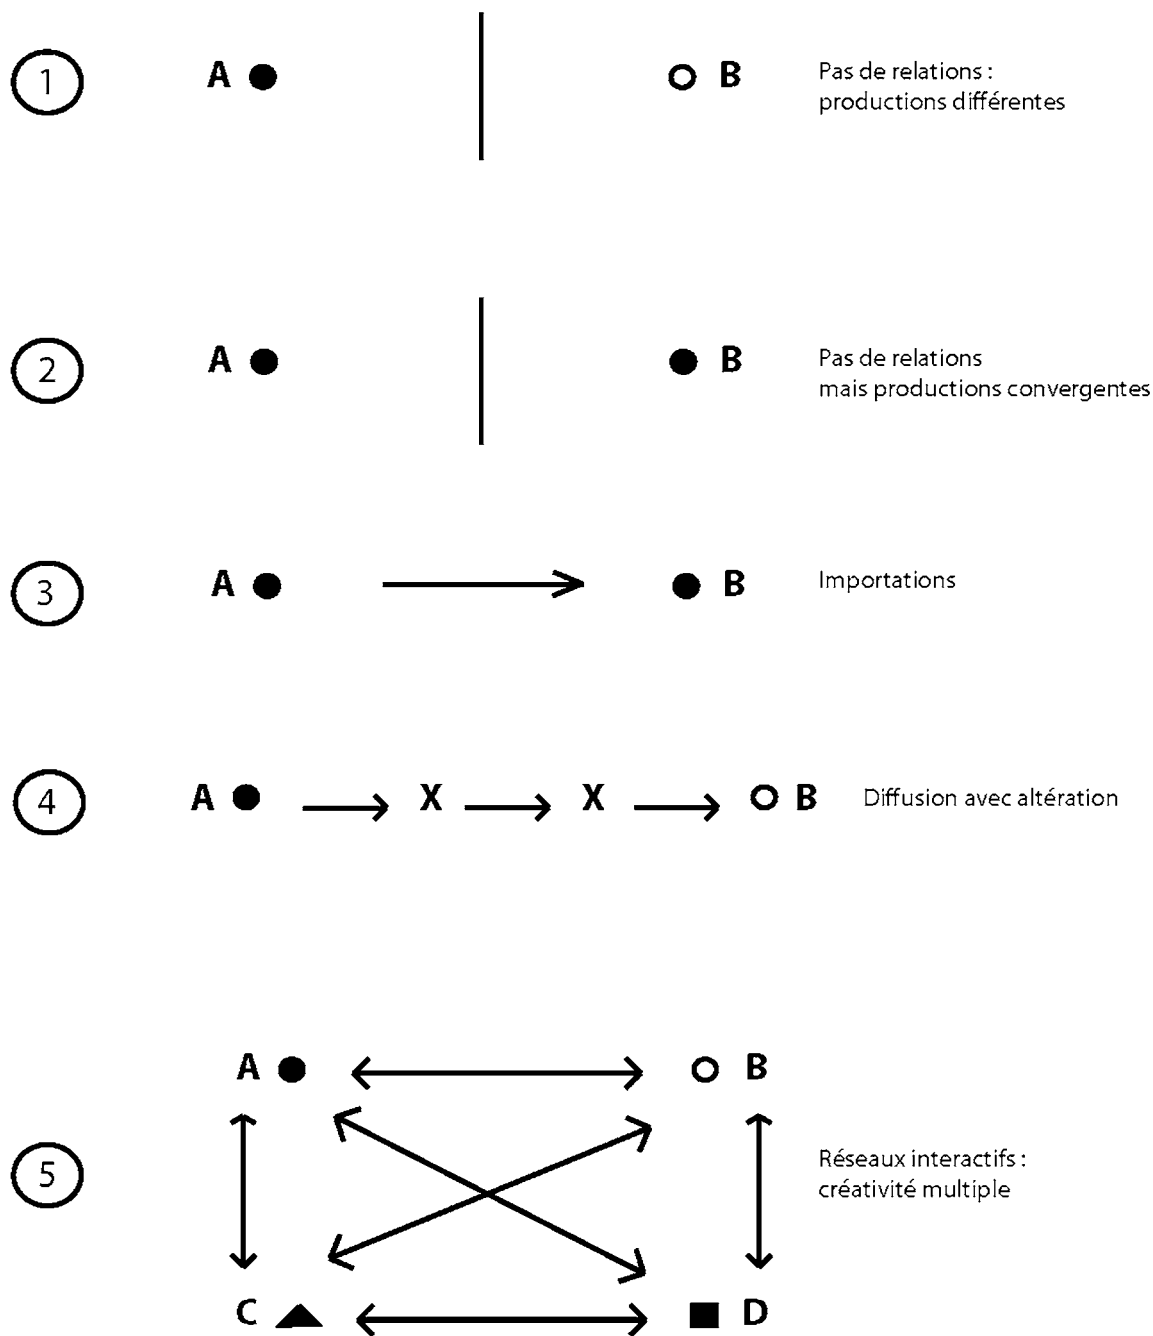 1
A B
Pas de relations :
productions différentes
2
A B
Pas de relations
mais productions convergentes
3
A B
Importations
4
A X X B
Diffusion avec altération
A B
5
Réseaux interactifs :
créativité multiple
C D